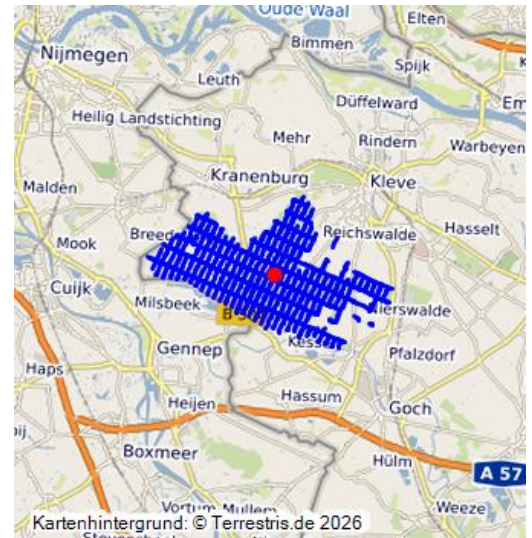 Oude Waal
Elten
Nijmegen
Bimmen
Leuth
Spijk
Düffelward
Em
Heilig Landstichting
Mehr
Rindern
Warbeyen
Malden
Kranenburg
Kleve
Breed
Reichswalde
Hasselt
Mook
Cuijk
Milsbeek
ierswalde
B
Kess
Gennep
Pfalzdorf
Haps
Hassum
Heijen
Goch
Boxmeer
Hülm
A 57
Vortum-Mullem
Weeze
Kartenhintergrund: © Terrestris.de 2026